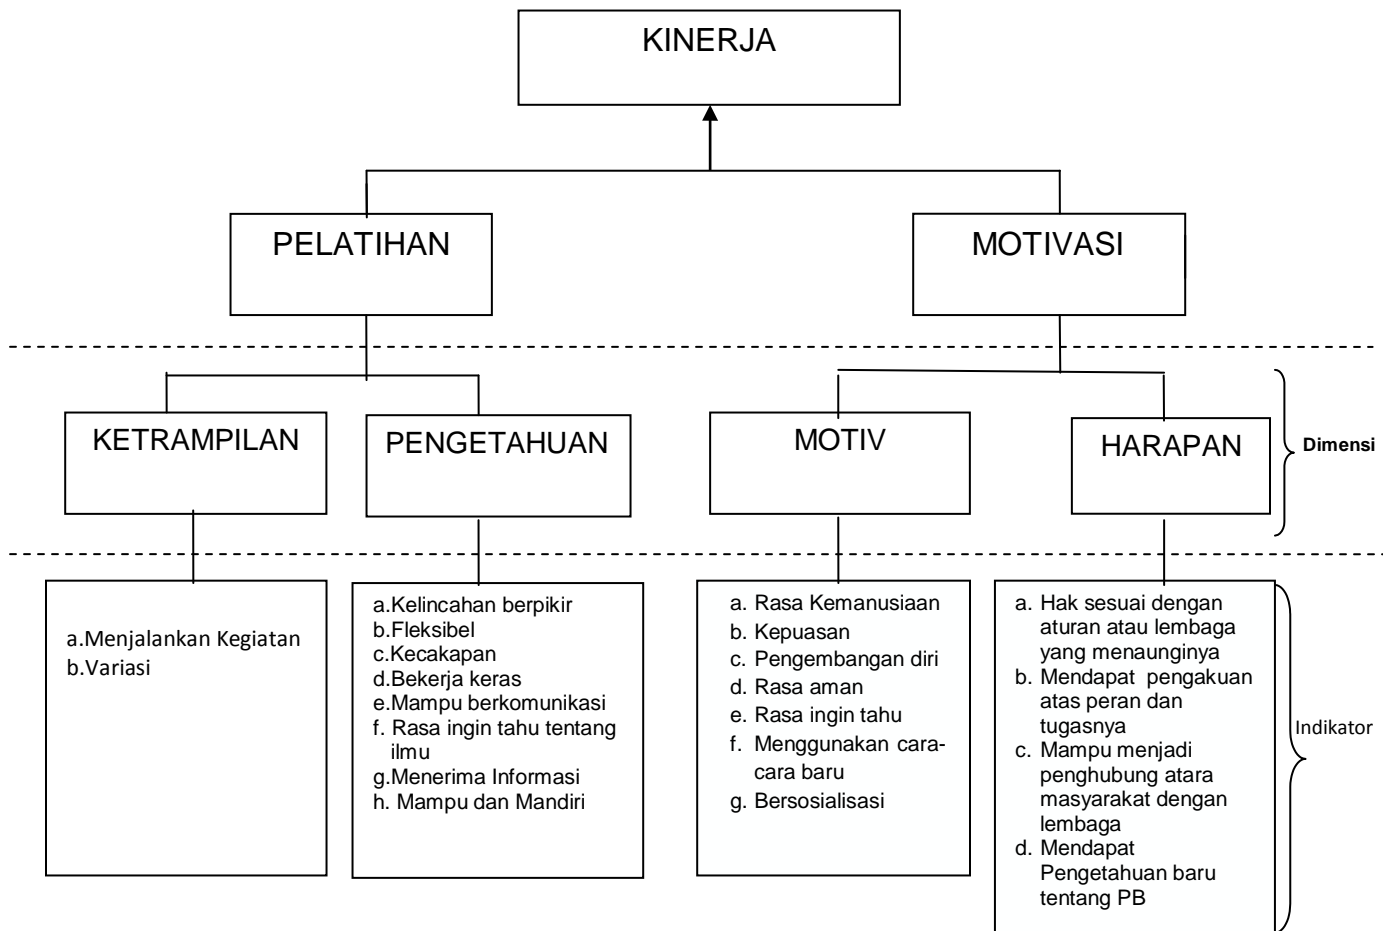 KINERJA
PELATIHAN
MOTIVASI
KETRAMPILAN
PENGETAHUAN
MOTIV
HARAPAN
Dimensi
a.Menjalankan Kegiatan
b.Variasi
a.Kelincahan berpikir
b.Fleksibel
c.Kecakapan
d.Bekerja keras
e.Mampu berkomunikasi
f. Rasa ingin tahu tentang
ilmu
g.Menerima Informasi
h. Mampu dan Mandiri
a. Rasa Kemanusiaan
b. Kepuasan
c. Pengembangan diri
d. Rasa aman
e. Rasa ingin tahu
f. Menggunakan cara-
cara baru
g. Bersosialisasi
a. Hak sesuai dengan
aturan atau lembaga
yang menaunginya
b. Mendapat pengakuan
atas peran dan
tugasnya
c. Mampu menjadi
penghubung atara
masyarakat dengan
lembaga
d. Mendapat
Pengetahuan baru
tentang PB
Indikator